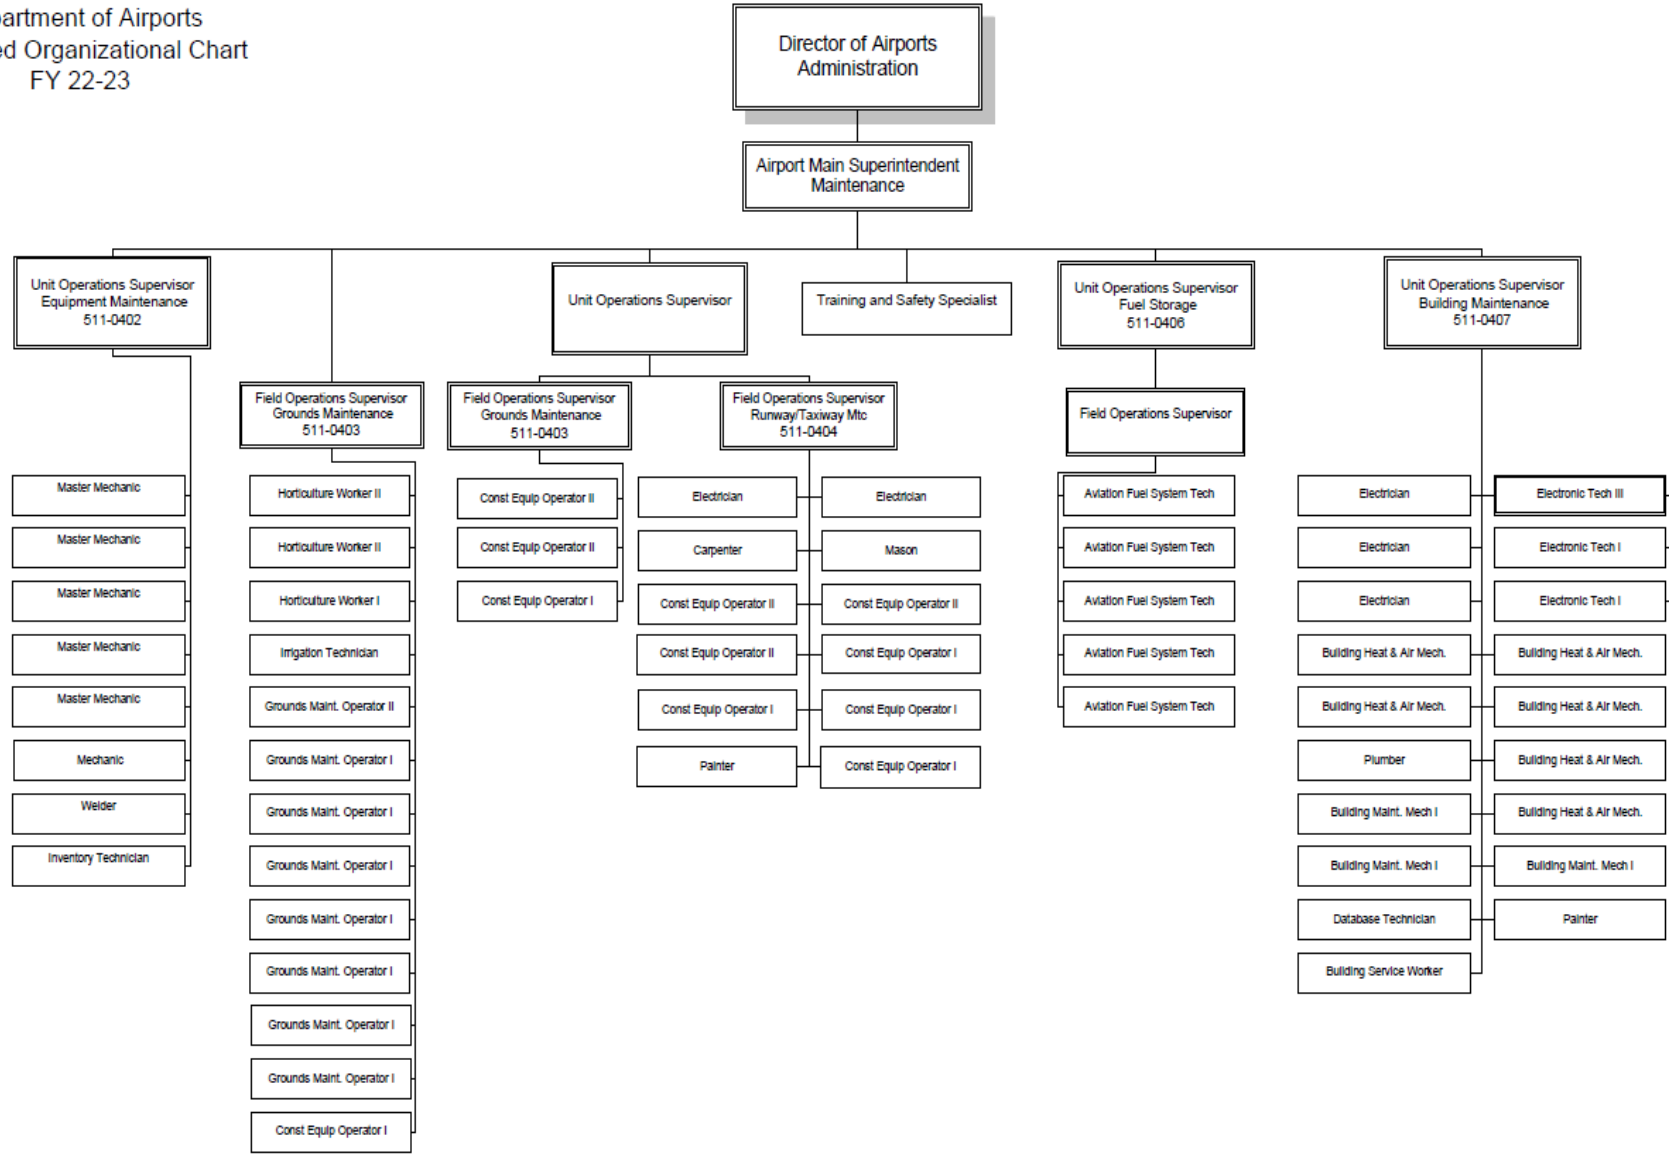 artment of Airports
ed Organizational Chart
FY 22-23
Director of Airports
Administration
Airport Main Superintendent
Maintenance
Unit Operations Supervisor
Equipment Maintenance
511-0402
Unit Operations Supervisor
Training and Safety Specialist
Unit Operations Supervisor
Fuel Storage
511-0406
Unit Operations Supervisor
Building Maintenance
511-0407
Field Operations Supervisor
Grounds Maintenance
511-0403
Field Operations Supervisor
Grounds Maintenance
511-0403
Field Operations Supervisor
Runway/Taxiway Mtc
511-0404
Field Operations Supervisor
Master Mechanic
Master Mechanic
Master Mechanic
Master Mechanic
Master Mechanic
Mechanic
Welder
Inventory Technician
Horticulture Worker II
Horticulture Worker II
Horticulture Worker I
Irrigation Technician
Grounds Maint. Operator II
Grounds Maint. Operator I
Grounds Maint. Operator I
Grounds Maint. Operator I
Grounds Maint. Operator I
Grounds Maint. Operator I
Grounds Maint. Operator I
Grounds Maint. Operator I
Const Equip Operator I
Const Equip Operator II
Const Equip Operator II
Const Equip Operator I
Electrician
Carpenter
Const Equip Operator II
Const Equip Operator II
Const Equip Operator I
Painter
Electrician
Mason
Const Equip Operator II
Const Equip Operator I
Const Equip Operator I
Const Equip Operator I
Aviation Fuel System Tech
Aviation Fuel System Tech
Aviation Fuel System Tech
Aviation Fuel System Tech
Aviation Fuel System Tech
Electrician
Electrician
Electrician
Building Heat & Air Mech.
Building Heat & Air Mech.
Plumber
Building Maint. Mech I
Building Maint. Mech I
Database Technician
Building Service Worker
Electronic Tech III
Electronic Tech I
Electronic Tech I
Building Heat & Air Mech.
Building Heat & Air Mech.
Building Heat & Air Mech.
Building Heat & Air Mech.
Building Maint. Mech I
Painter